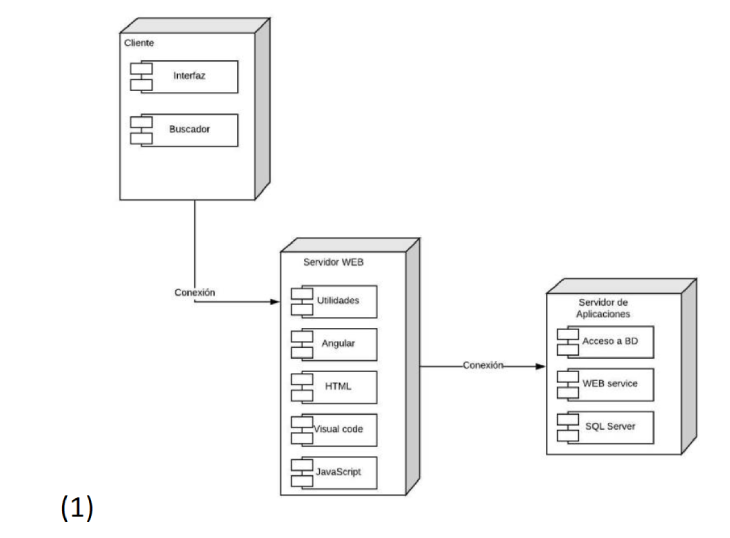 Cliente
Interfaz
Buscador
Conexión
Servidor WEB
Utilidades
Angular
HTML
Visual code
JavaScript
Conexión
Servidor de
Aplicaciones
Acceso a BD
WEB service
SQL Server
(1)